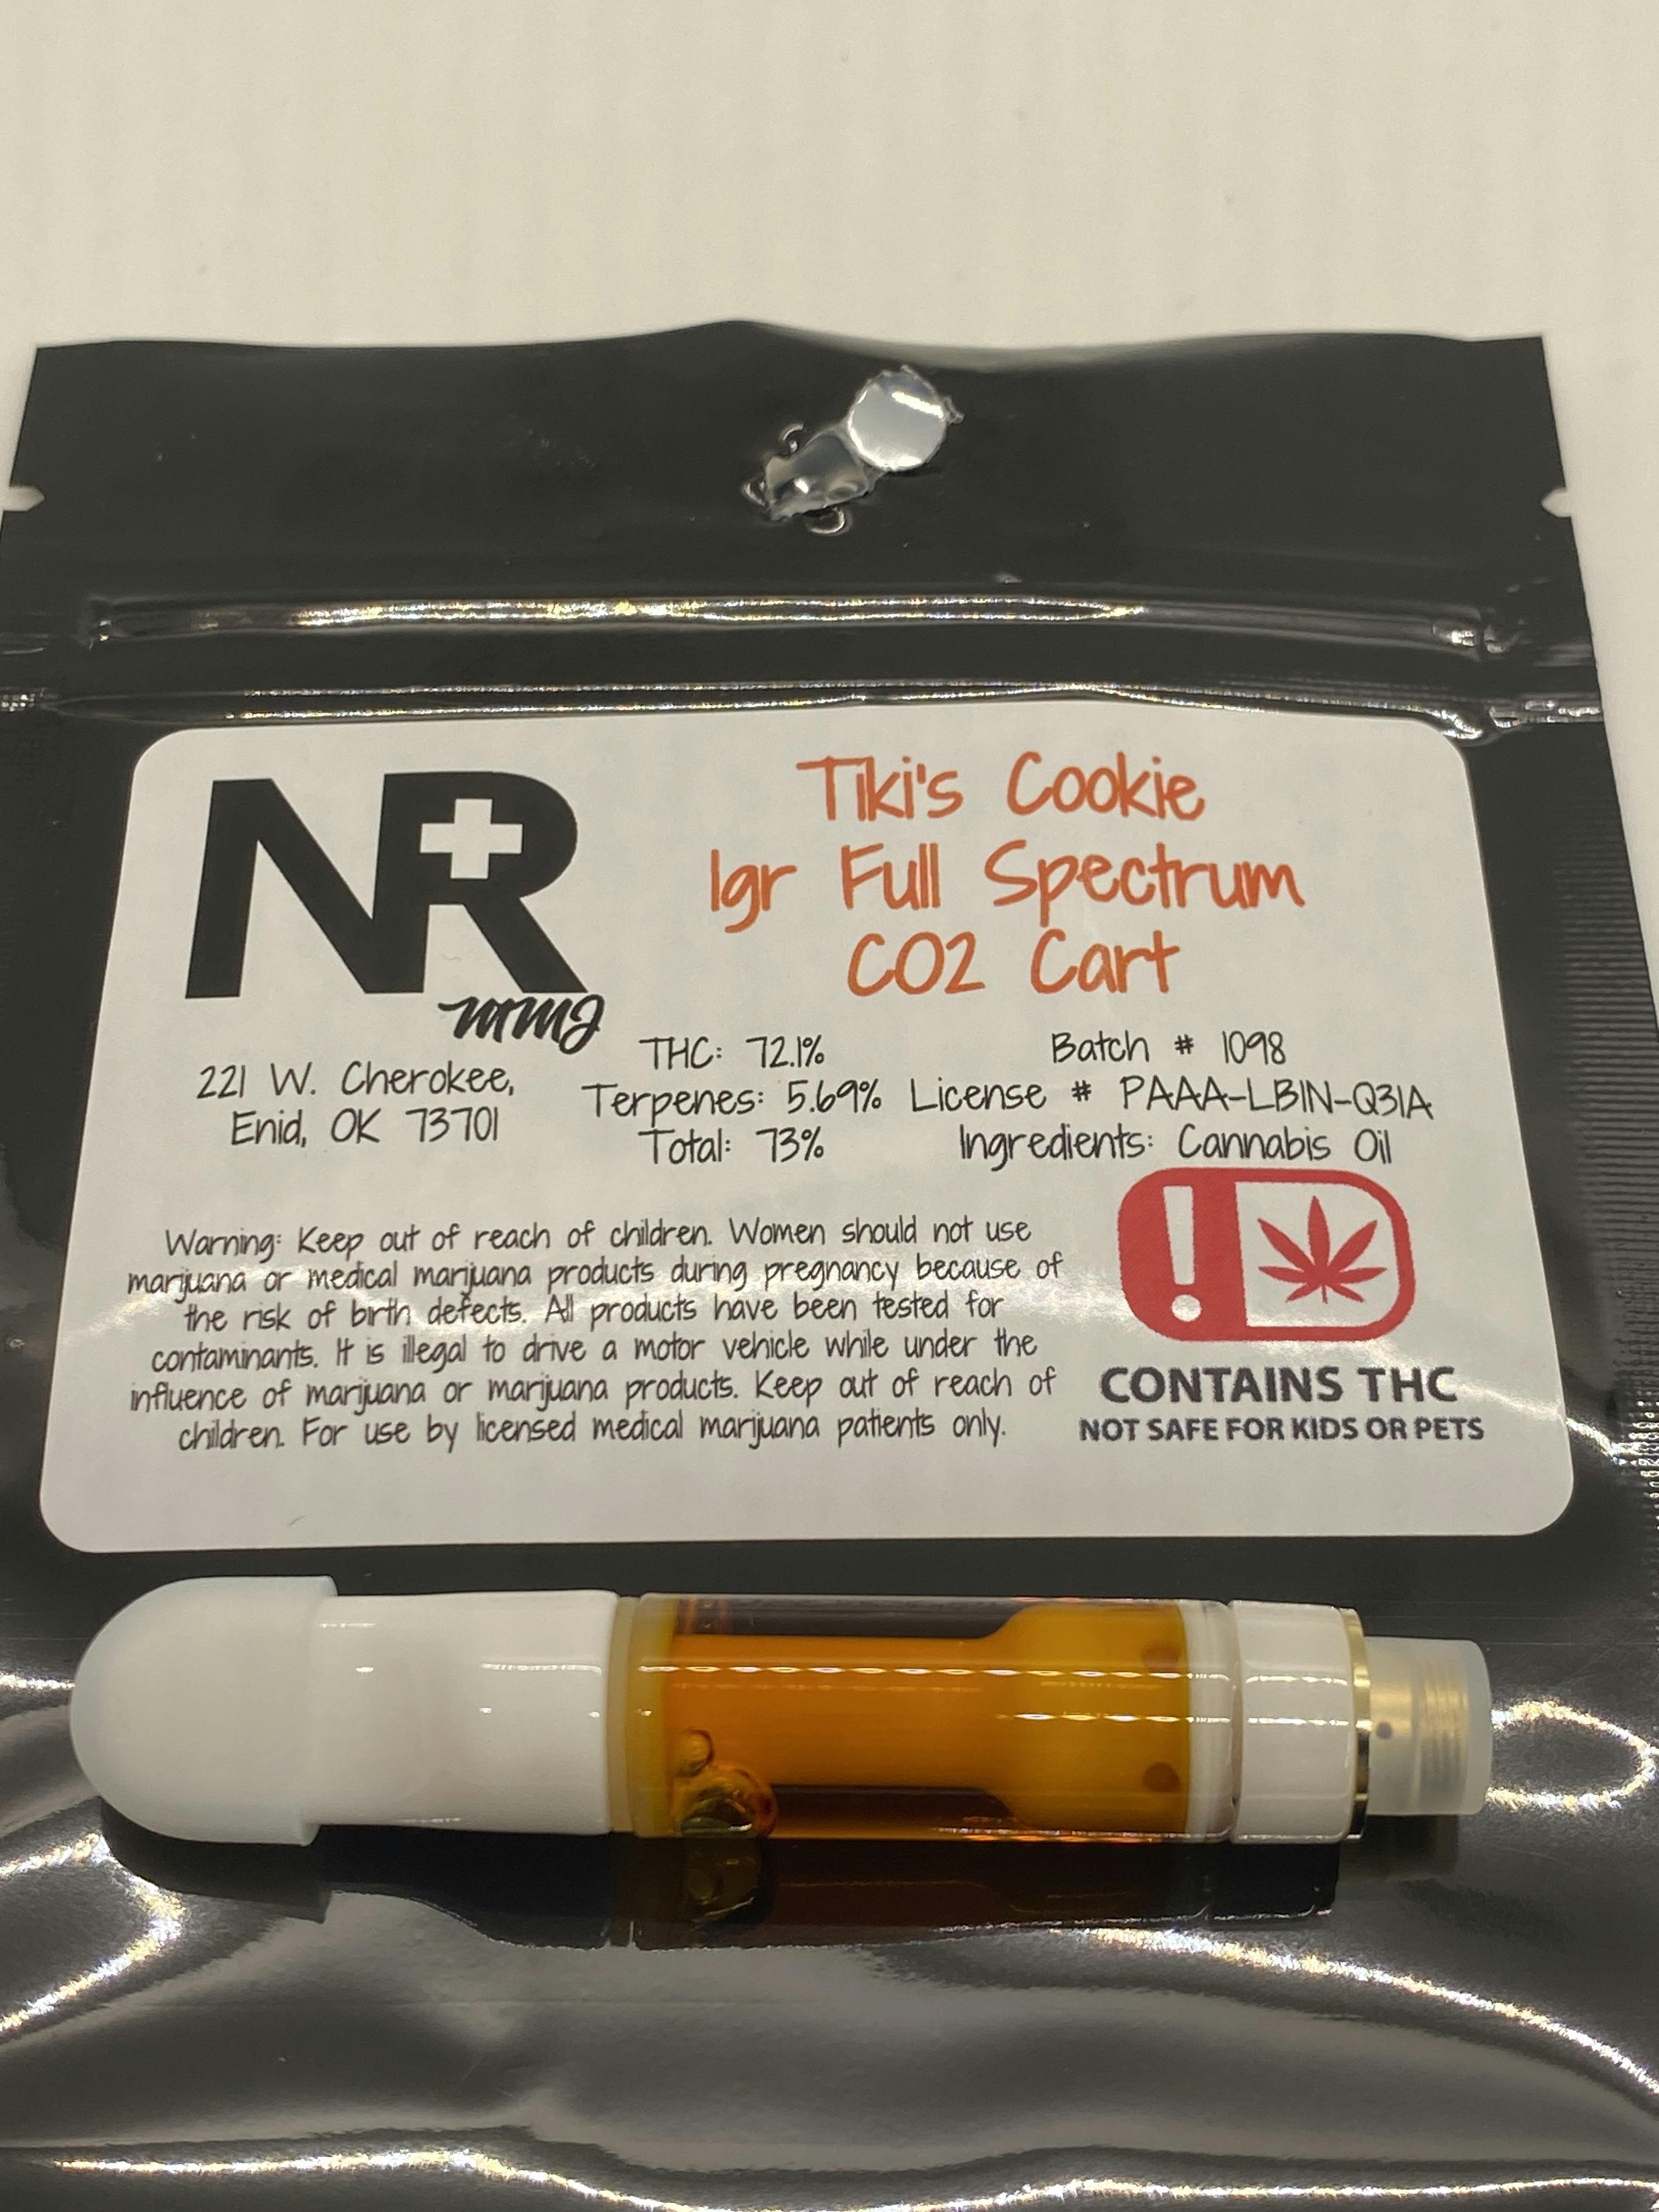 NR
mmj
221 W. Cherokee,
Enid, OK 73701
Tiki's Cookie
1gr Full Spectrum
CO2 Cart
THC: 72.1%
Terpenes: 5.69%
Total: 73%
Batch # 1098
License # PAAA-LB1N-Q31A
Ingredients: Cannabis Oil
Warning: Keep out of reach of children. Women should not use
marijuana or medical marijuana products during pregnancy because of
the risk of birth defects. All products have been tested for
contaminants. It is illegal to drive a motor vehicle while under the
influence of marijuana or marijuana products. Keep out of reach of
children. For use by licensed medical marijuana patients only.
!
CONTAINS THC
NOT SAFE FOR KIDS OR PETS